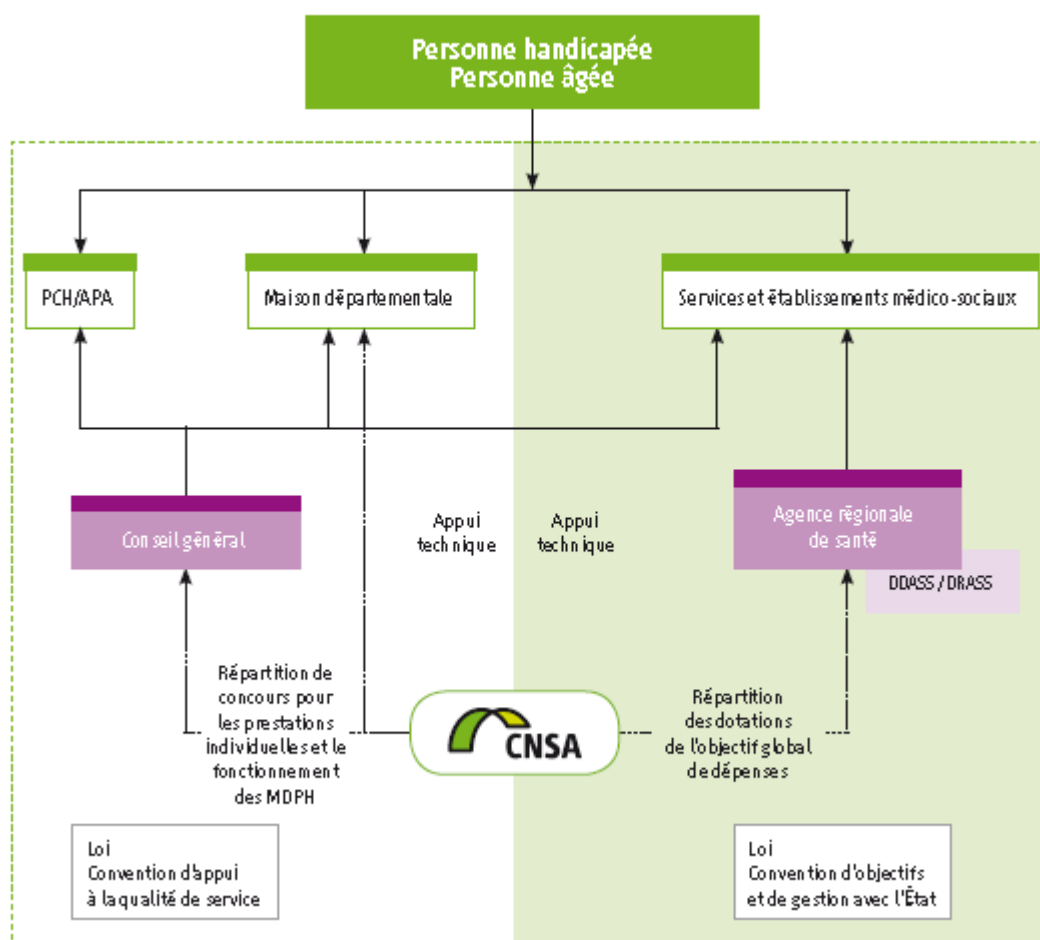 Personne handicapée
Personne âgée
PCH/APA
Maison départementale
Services et établissements médico-sociaux
Conseil général
Appui
technique
Appui
technique
Agence régionale
de santé
DDASS / DRASS
Répartition de
concours pour
les prestations
individuelles et le
fonctionnement
des MDPH
CNSA
Répartition
des dotations
de l'objectif global
de dépenses
Loi
Convention d'appui
à la qualité de service
Loi
Convention d'objectifs
et de gestion avec l'État